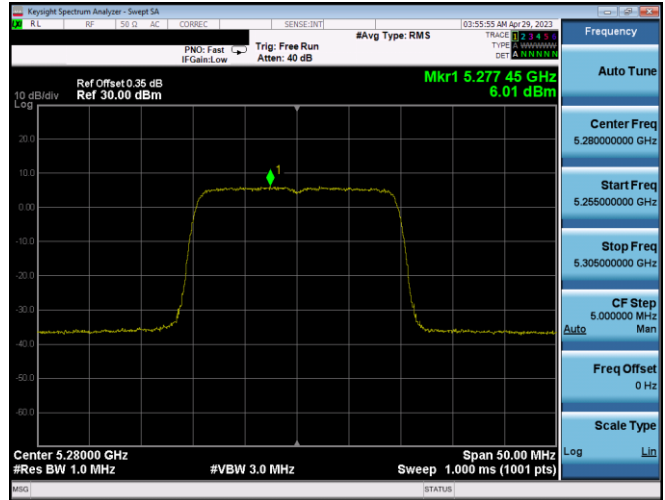 Keysight Spectrum Analyzer - Swept SA
RL RF 50 Ω AC CORREC SENSE:INT 03:55:55 AM Apr 29, 2023
#Avg Type: RMS TRACE 1 2 3 4 5 6
PNO: Fast Trig: Free Run TYPE A WWWWW
IFGain:Low Atten: 40 dB DET A N N N N N
Ref Offset 0.35 dB Mkr1 5.277 45 GHz
10 dB/div Ref 30.00 dBm 6.01 dBm
Log
20.0
10.0
1
0.00
-10.0
-20.0
-30.0
-40.0
-50.0
-60.0
Center 5.28000 GHz Span 50.00 MHz
#Res BW 1.0 MHz #VBW 3.0 MHz Sweep 1.000 ms (1001 pts)
MSG STATUS
Frequency
Auto Tune
Center Freq
5.280000000 GHz
Start Freq
5.255000000 GHz
Stop Freq
5.305000000 GHz
CF Step
5.000000 MHz
Auto Man
Freq Offset
0 Hz
Scale Type
Log Lin